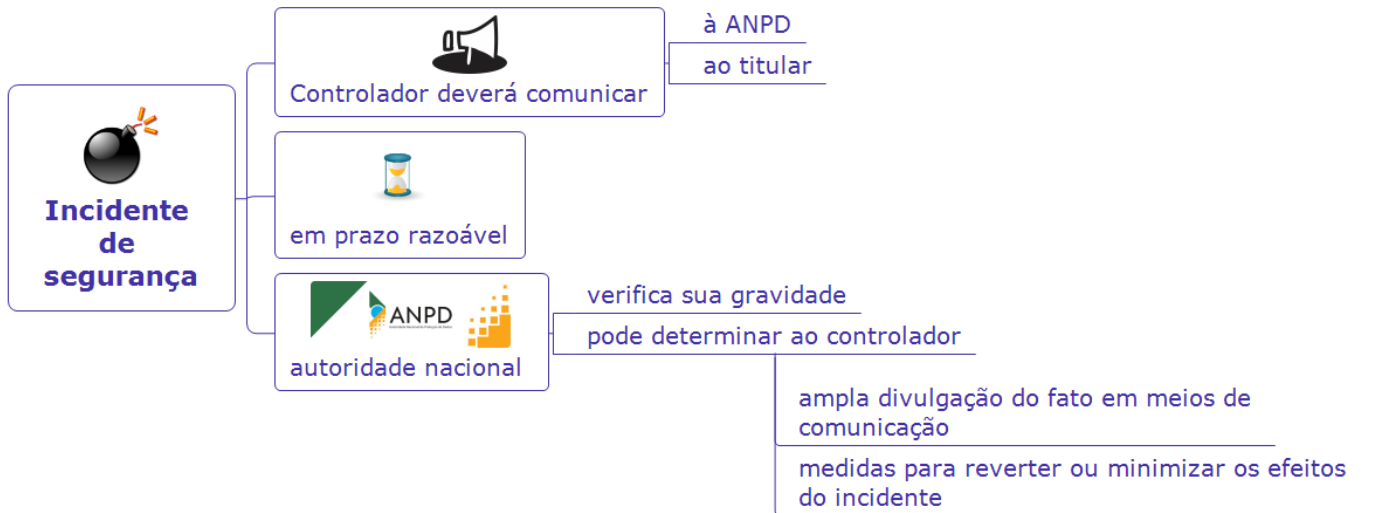 Incidente
de
segurança
Controlador deverá comunicar
à ANPD
ao titular
em prazo razoável
ANPD
autoridade nacional
verifica sua gravidade
pode determinar ao controlador
ampla divulgação do fato em meios de
comunicação
medidas para reverter ou minimizar os efeitos
do incidente